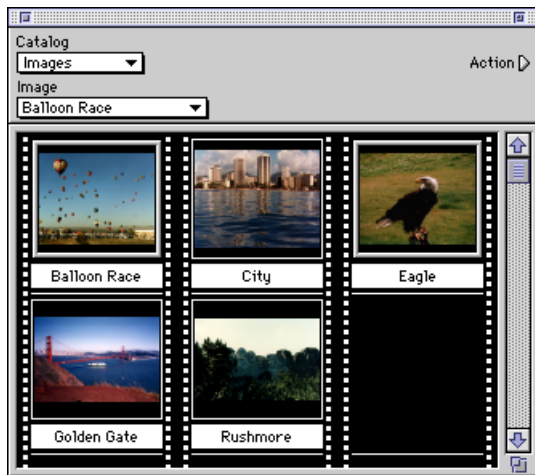 Catalog
Images
Action
Image
Balloon Race
Balloon Race
City
Eagle
Golden Gate
Rushmore